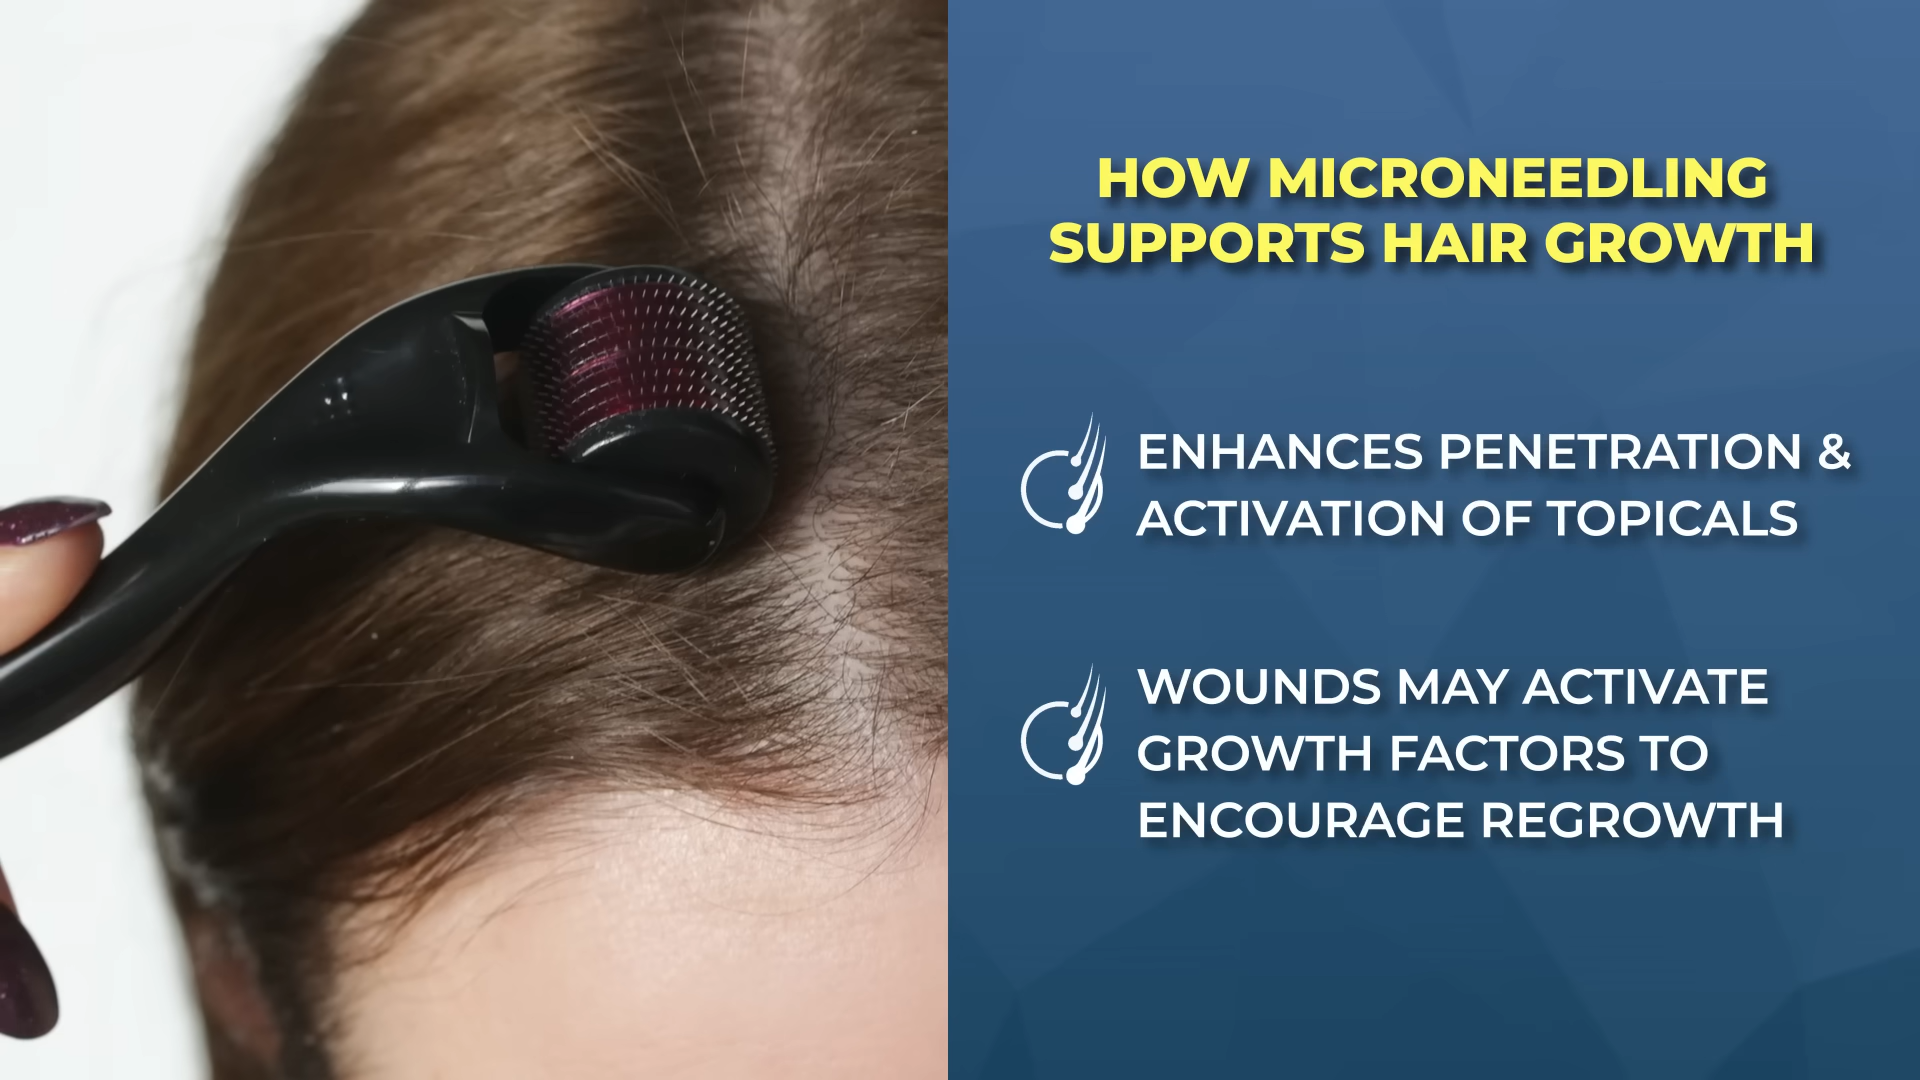 HOW MICRONEEDLING
SUPPORTS HAIR GROWTH
ENHANCES PENETRATION &
ACTIVATION OF TOPICALS
WOUNDS MAY ACTIVATE
GROWTH FACTORS TO
ENCOURAGE REGROWTH